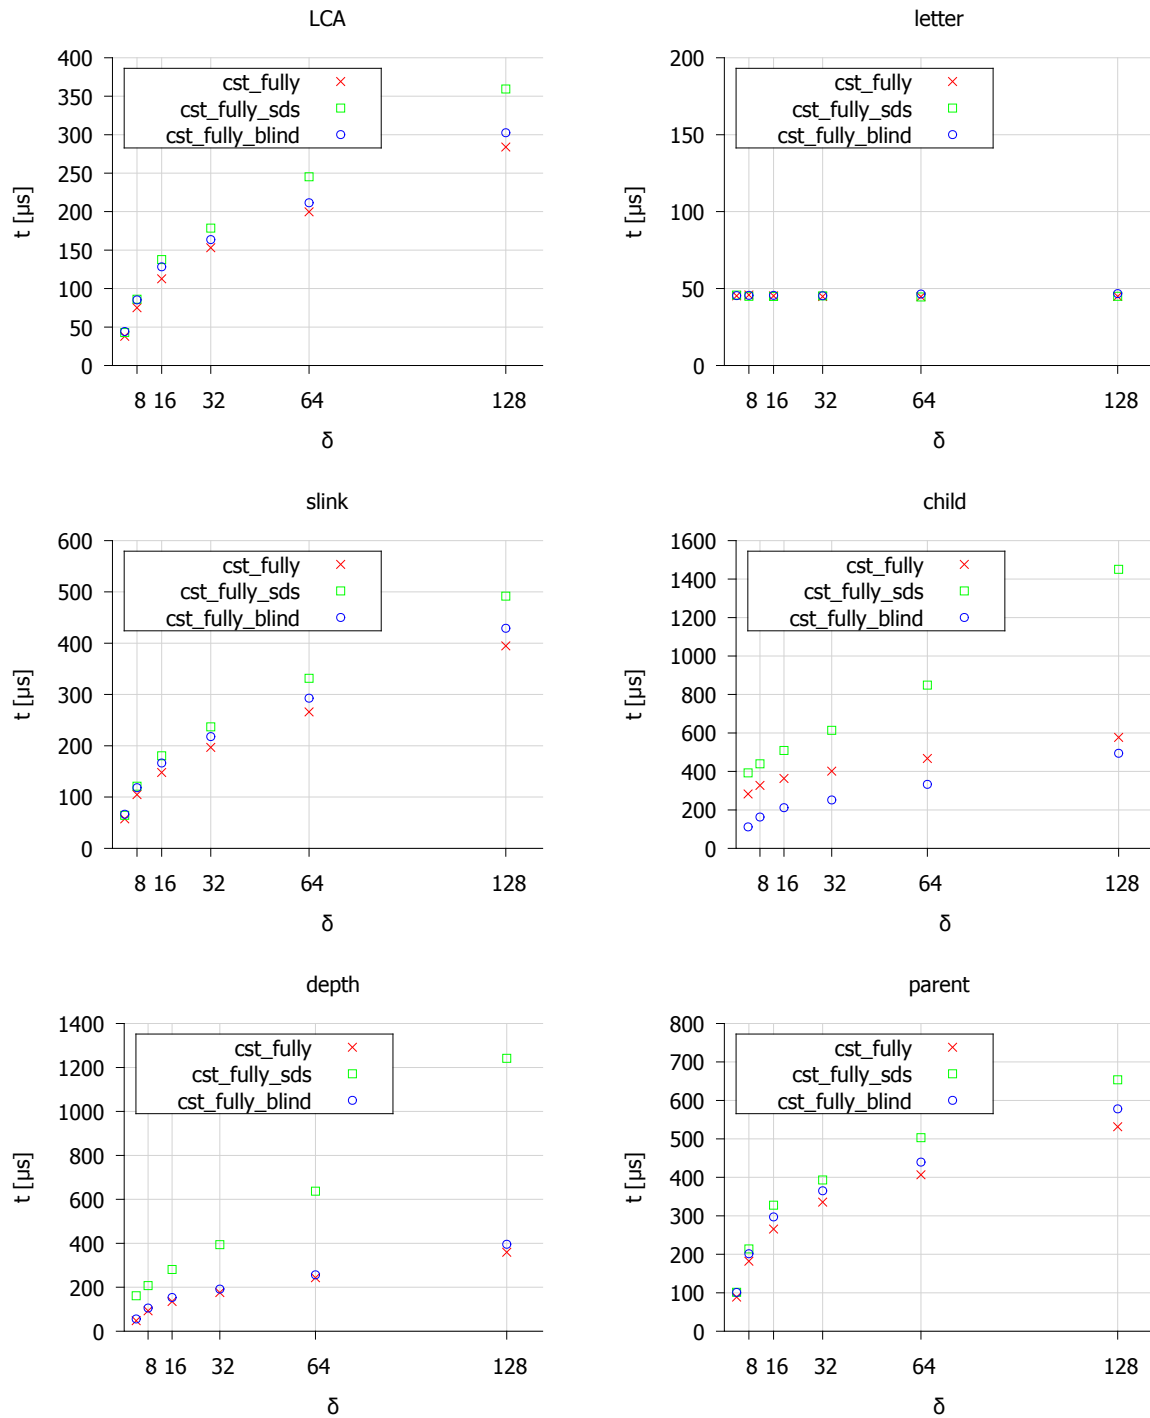 LCA
400
350
300
250
200
150
100
50
0
t [µs]
cst_fully
cst_fully_sds
cst_fully_blind
8 16 32 64 128
δ
letter
200
150
100
50
0
t [µs]
cst_fully
cst_fully_sds
cst_fully_blind
8 16 32 64 128
δ
slink
600
500
400
300
200
100
0
t [µs]
cst_fully
cst_fully_sds
cst_fully_blind
8 16 32 64 128
δ
child
1600
1400
1200
1000
800
600
400
200
0
t [µs]
cst_fully
cst_fully_sds
cst_fully_blind
8 16 32 64 128
δ
depth
1400
1200
1000
800
600
400
200
0
t [µs]
cst_fully
cst_fully_sds
cst_fully_blind
8 16 32 64 128
δ
parent
800
700
600
500
400
300
200
100
0
t [µs]
cst_fully
cst_fully_sds
cst_fully_blind
8 16 32 64 128
δ